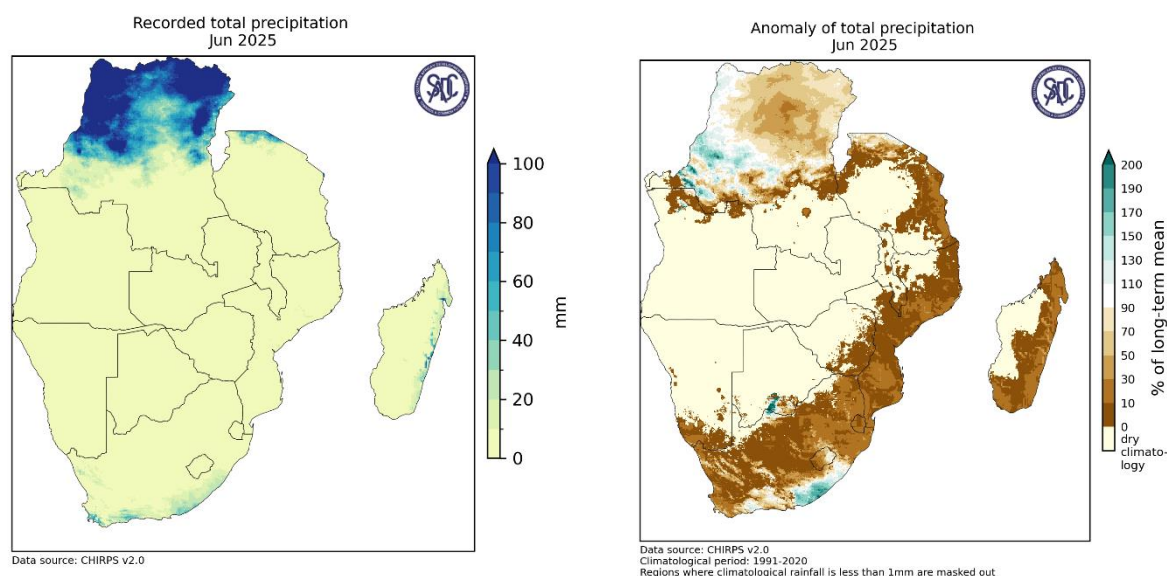 Recorded total precipitation
Jun 2025
SADC
100
80
60
40
20
0
mm
Data source: CHIRPS v2.0
Anomaly of total precipitation
Jun 2025
SADC
200
190
170
150
130
110
90
70
50
30
10
0
dry
climato-
logy
% of long-term mean
Data source: CHIRPS v2.0
Climatological period: 1991-2020
Regions where climatological rainfall is less than 1mm are masked out